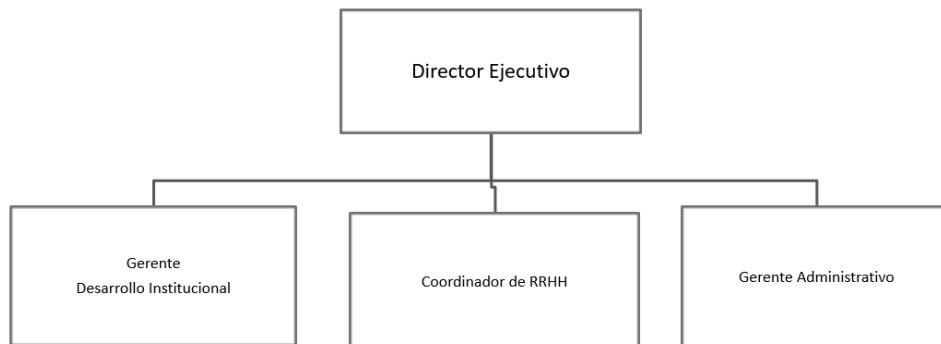 Director Ejecutivo
Gerente
Desarrollo Institucional
Coordinador de RRHH
Gerente Administrativo